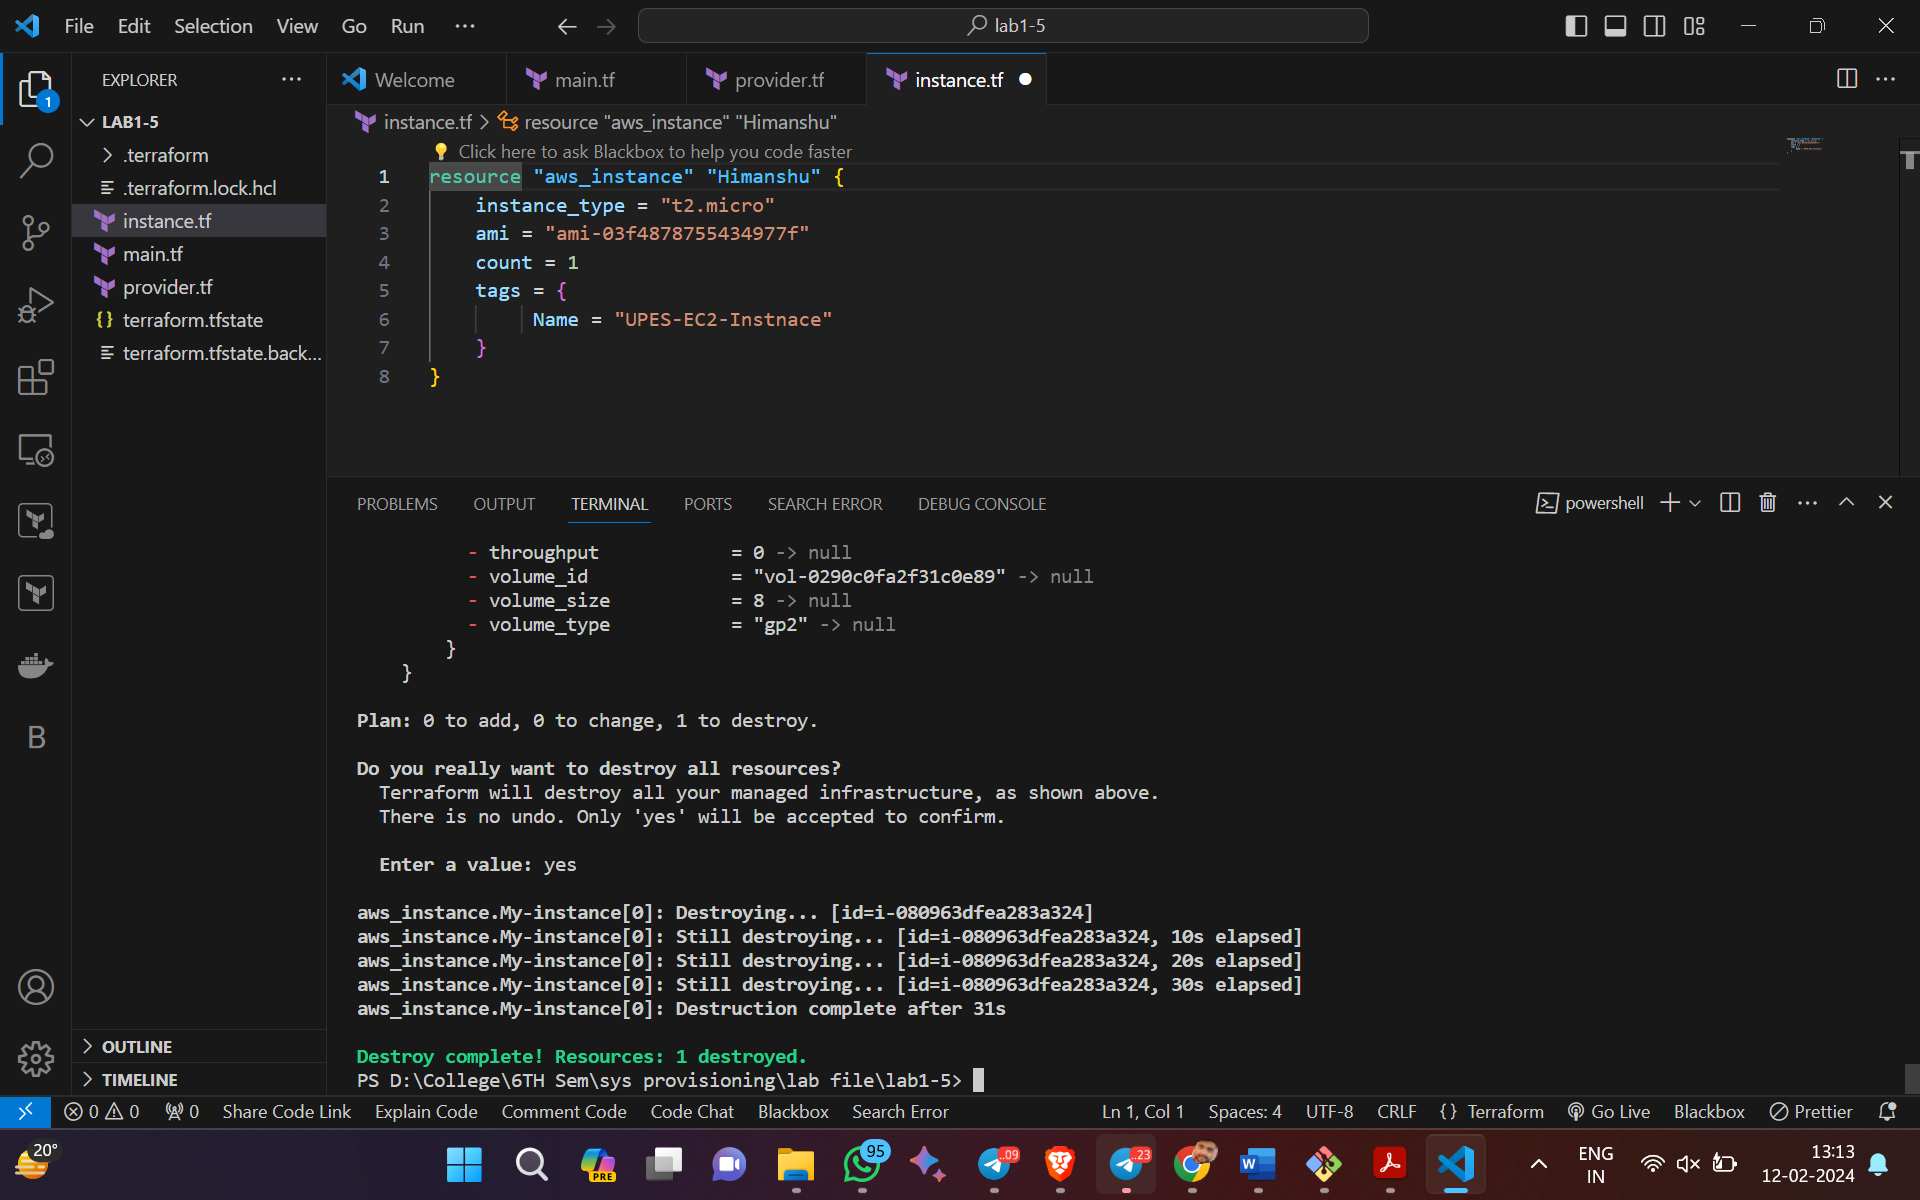 File Edit Selection View Go Run ···
lab1-5
EXPLORER ···
1
LAB1-5
.terraform
.terraform.lock.hcl
instance.tf
main.tf
provider.tf
{} terraform.tfstate
terraform.tfstate.back...
B
OUTLINE
TIMELINE
Welcome main.tf provider.tf instance.tf ●
instance.tf > resource "aws_instance" "Himanshu"
Click here to ask Blackbox to help you code faster
1 resource "aws_instance" "Himanshu" {
2 instance_type = "t2.micro"
3 ami = "ami-03f4878755434977f"
4 count = 1
5 tags = {
6 Name = "UPES-EC2-Instnace"
7 }
8 }
PROBLEMS OUTPUT TERMINAL PORTS SEARCH ERROR DEBUG CONSOLE powershell
- throughput = 0 -> null
- volume_id = "vol-0290c0fa2f31c0e89" -> null
- volume_size = 8 -> null
- volume_type = "gp2" -> null
}
}
Plan: 0 to add, 0 to change, 1 to destroy.
Do you really want to destroy all resources?
Terraform will destroy all your managed infrastructure, as shown above.
There is no undo. Only 'yes' will be accepted to confirm.
Enter a value: yes
aws_instance.My-instance[0]: Destroying... [id=i-080963dfea283a324]
aws_instance.My-instance[0]: Still destroying... [id=i-080963dfea283a324, 10s elapsed]
aws_instance.My-instance[0]: Still destroying... [id=i-080963dfea283a324, 20s elapsed]
aws_instance.My-instance[0]: Still destroying... [id=i-080963dfea283a324, 30s elapsed]
aws_instance.My-instance[0]: Destruction complete after 31s
Destroy complete! Resources: 1 destroyed.
PS D:\College\6TH Sem\sys provisioning\lab file\lab1-5>
0 0 0 Share Code Link Explain Code Comment Code Code Chat Blackbox Search Error Ln 1, Col 1 Spaces: 4 UTF-8 CRLF {} Terraform Go Live Blackbox Prettier
20° PRE 95 ..09 ..23 W ENG 13:13
IN 12-02-2024